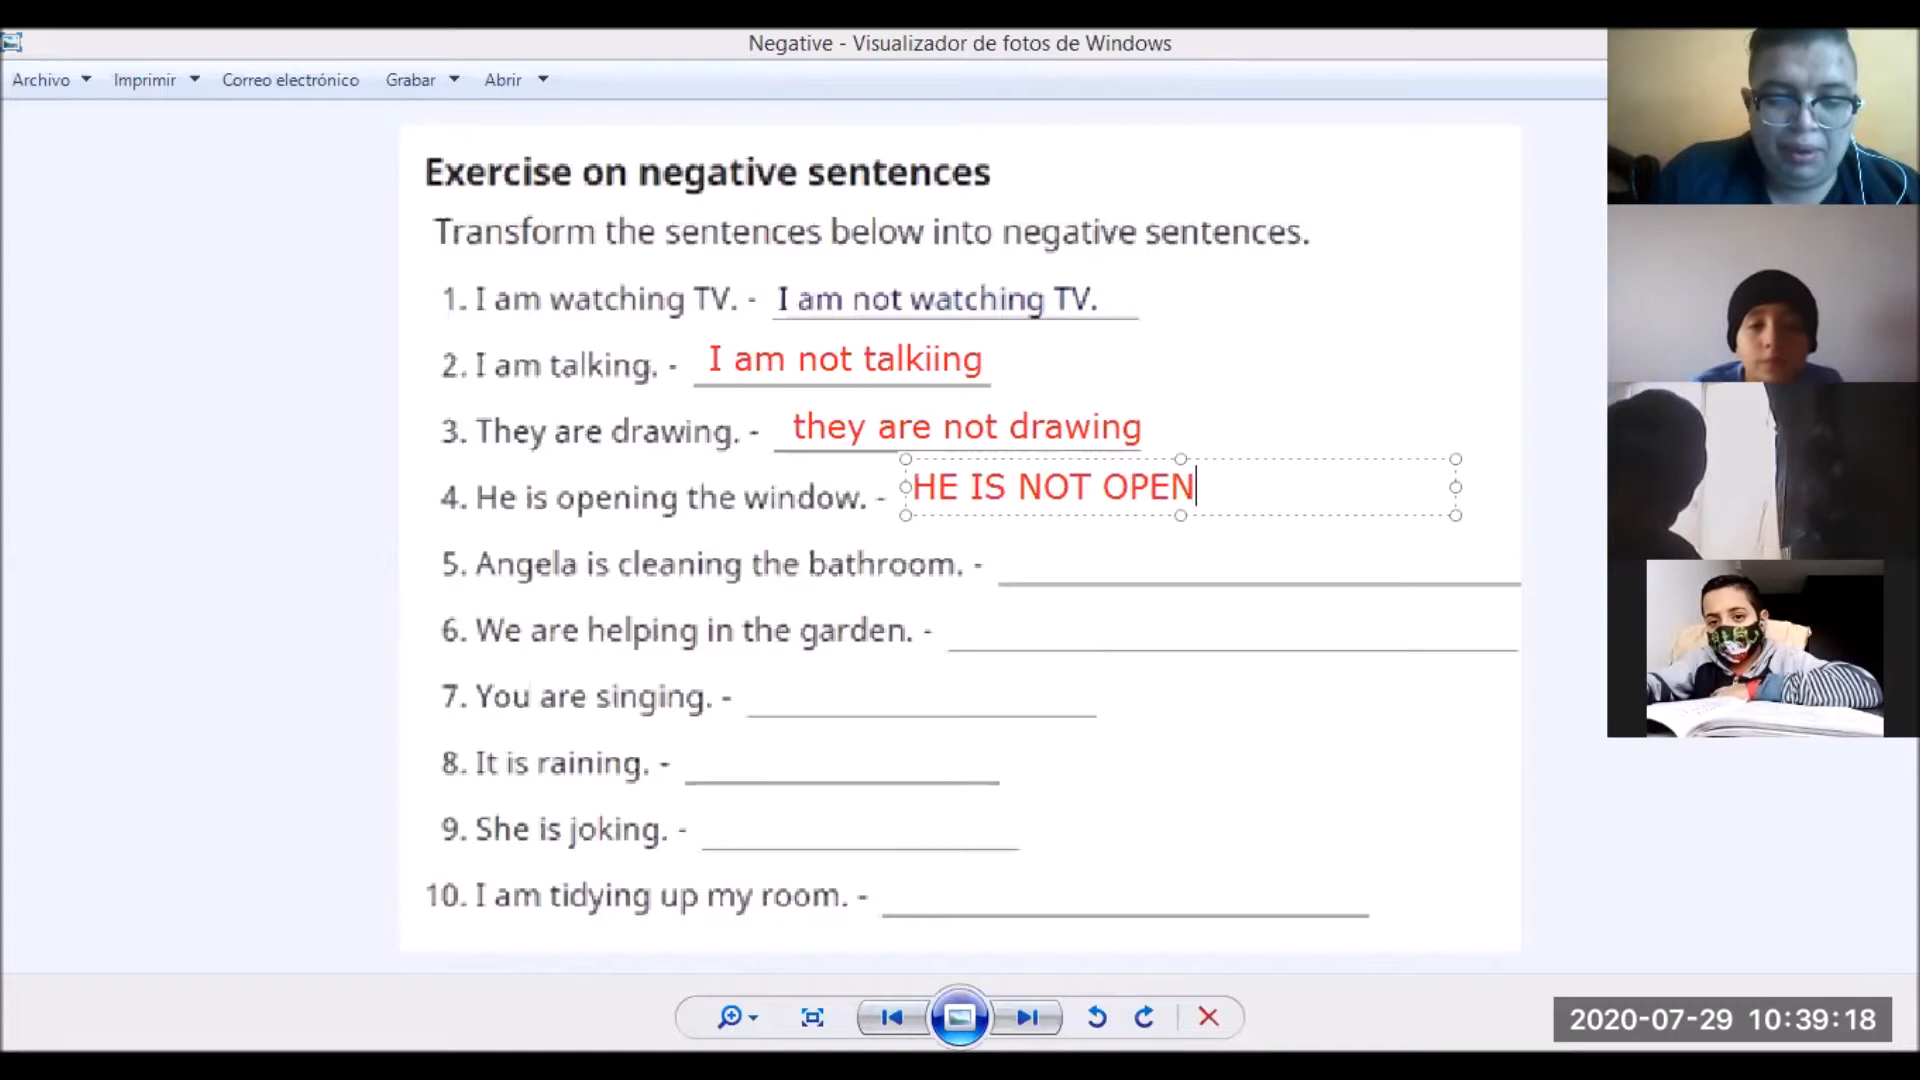 Negative - Visualizador de fotos de Windows
Archivo Imprimir Correo electrónico Grabar Abrir
Exercise on negative sentences
Transform the sentences below into negative sentences.
1. I am watching TV. - I am not watching TV.
2. I am talking. - I am not talkiing
3. They are drawing. - they are not drawing
4. He is opening the window. - HE IS NOT OPEN
5. Angela is cleaning the bathroom. -
6. We are helping in the garden. -
7. You are singing. -
8. It is raining. -
9. She is joking. -
10. I am tidying up my room. -
2020-07-29 10:39:18